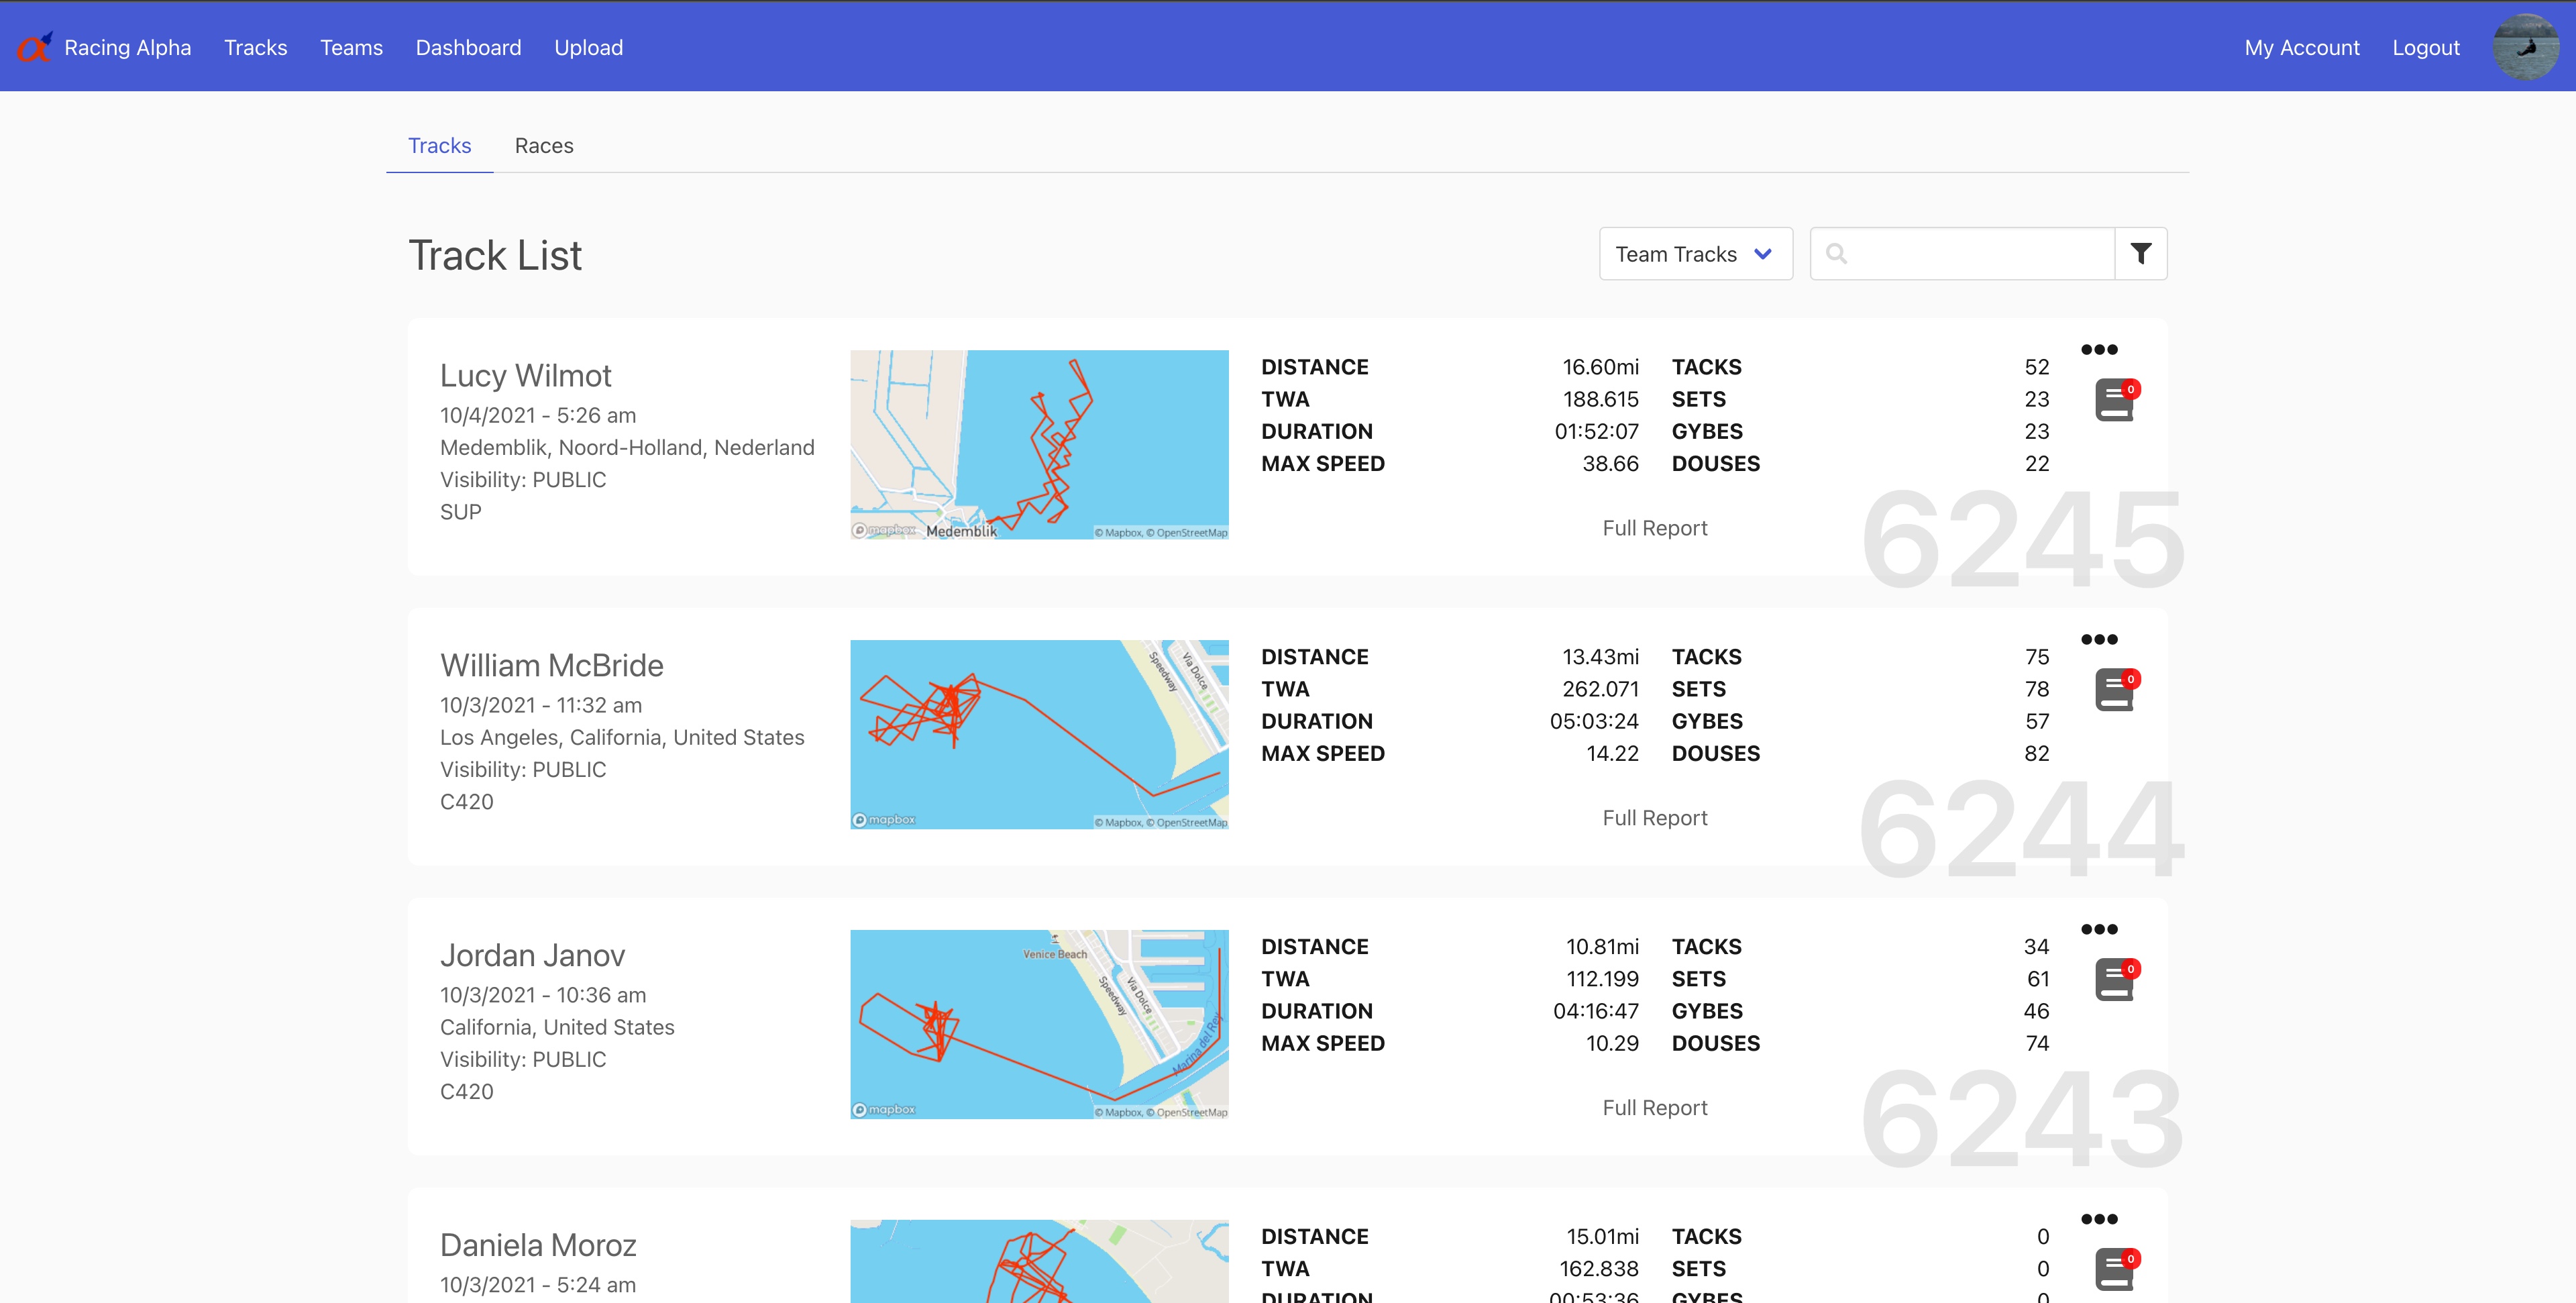 Racing Alpha Tracks Teams Dashboard Upload My Account Logout
Tracks Races
Track List Team Tracks
Lucy Wilmot
10/4/2021 - 5:26 am
Medemblik, Noord-Holland, Nederland
Visibility: PUBLIC
SUP
mapbox Medemblik © Mapbox, © OpenStreetMap
DISTANCE 16.60mi TACKS 52
TWA 188.615 SETS 23
DURATION 01:52:07 GYBES 23
MAX SPEED 38.66 DOUSES 22
0
Full Report
6245
William McBride
10/3/2021 - 11:32 am
Los Angeles, California, United States
Visibility: PUBLIC
C420
Speedway
Via Dolce
mapbox © Mapbox, © OpenStreetMap
DISTANCE 13.43mi TACKS 75
TWA 262.071 SETS 78
DURATION 05:03:24 GYBES 57
MAX SPEED 14.22 DOUSES 82
0
Full Report
6244
Jordan Janov
10/3/2021 - 10:36 am
California, United States
Visibility: PUBLIC
C420
Venice Beach
Speedway
Via Dolce
Marina del Rey
mapbox © Mapbox, © OpenStreetMap
DISTANCE 10.81mi TACKS 34
TWA 112.199 SETS 61
DURATION 04:16:47 GYBES 46
MAX SPEED 10.29 DOUSES 74
0
Full Report
6243
Daniela Moroz
10/3/2021 - 5:24 am
DISTANCE 15.01mi TACKS 0
TWA 162.838 SETS 0
DURATION 00:53:36 GYBES 0
0